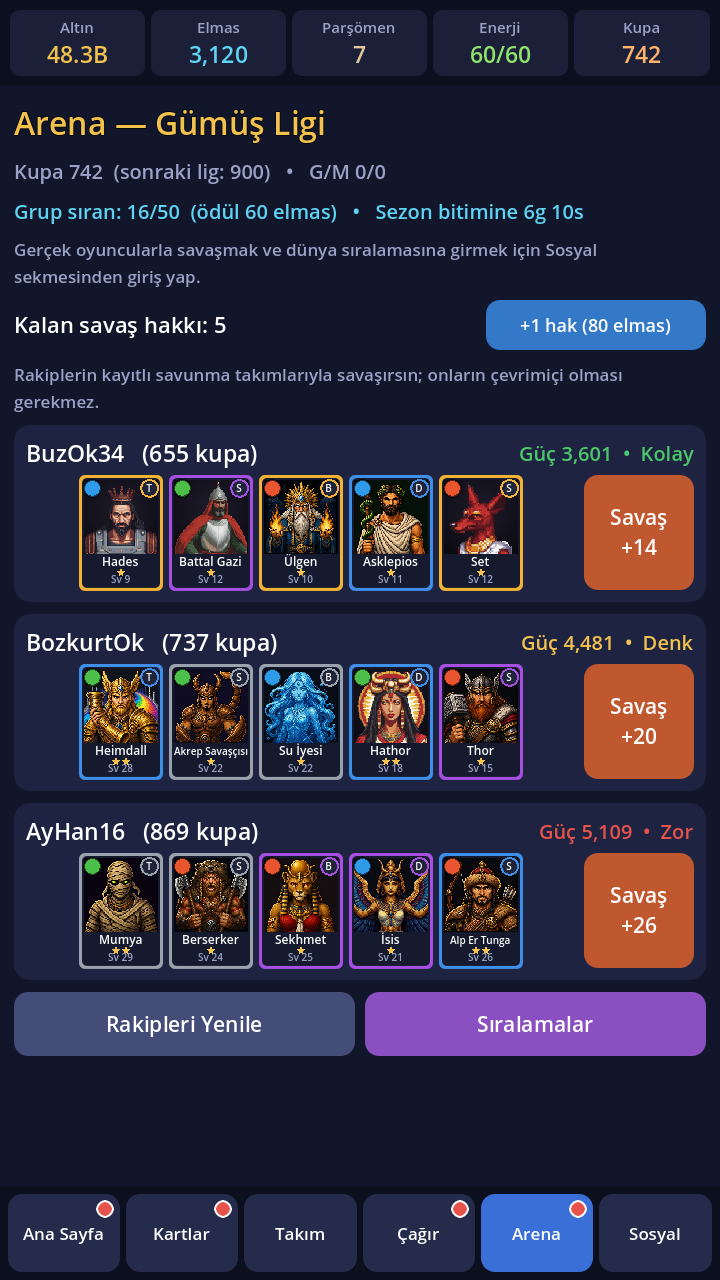 Altın Elmas Parşömen Enerji Kupa
48.3B 3,120 7 60/60 742
Arena — Gümüş Ligi
Kupa 742 (sonraki lig: 900) • G/M 0/0
Grup sıran: 16/50 (ödül 60 elmas) • Sezon bitimine 6g 10s
Gerçek oyuncularla savaşmak ve dünya sıralamasına girmek için Sosyal
sekmesinden giriş yap.
Kalan savaş hakkı: 5
+1 hak (80 elmas)
Rakiplerin kayıtlı savunma takımlarıyla savaşırsın; onların çevrimiçi olması
gerekmez.
BuzOk34 (655 kupa) Güç 3,601 • Kolay
T S B D S
Hades Battal Gazi Ülgen Asklepios Set
Sv 9 Sv 12 Sv 10 Sv 11 Sv 12
Savaş
+14
BozkurtOk (737 kupa) Güç 4,481 • Denk
T S B D S
Heimdall Akrep Savaşçısı Su İyesi Hathor Thor
Sv 28 Sv 22 Sv 22 Sv 18 Sv 15
Savaş
+20
AyHan16 (869 kupa) Güç 5,109 • Zor
T S B D S
Mumya Berserker Sekhmet İsis Alp Er Tunga
Sv 29 Sv 24 Sv 25 Sv 21 Sv 26
Savaş
+26
Rakipleri Yenile Sıralamalar
Ana Sayfa Kartlar Takım Çağır Arena Sosyal